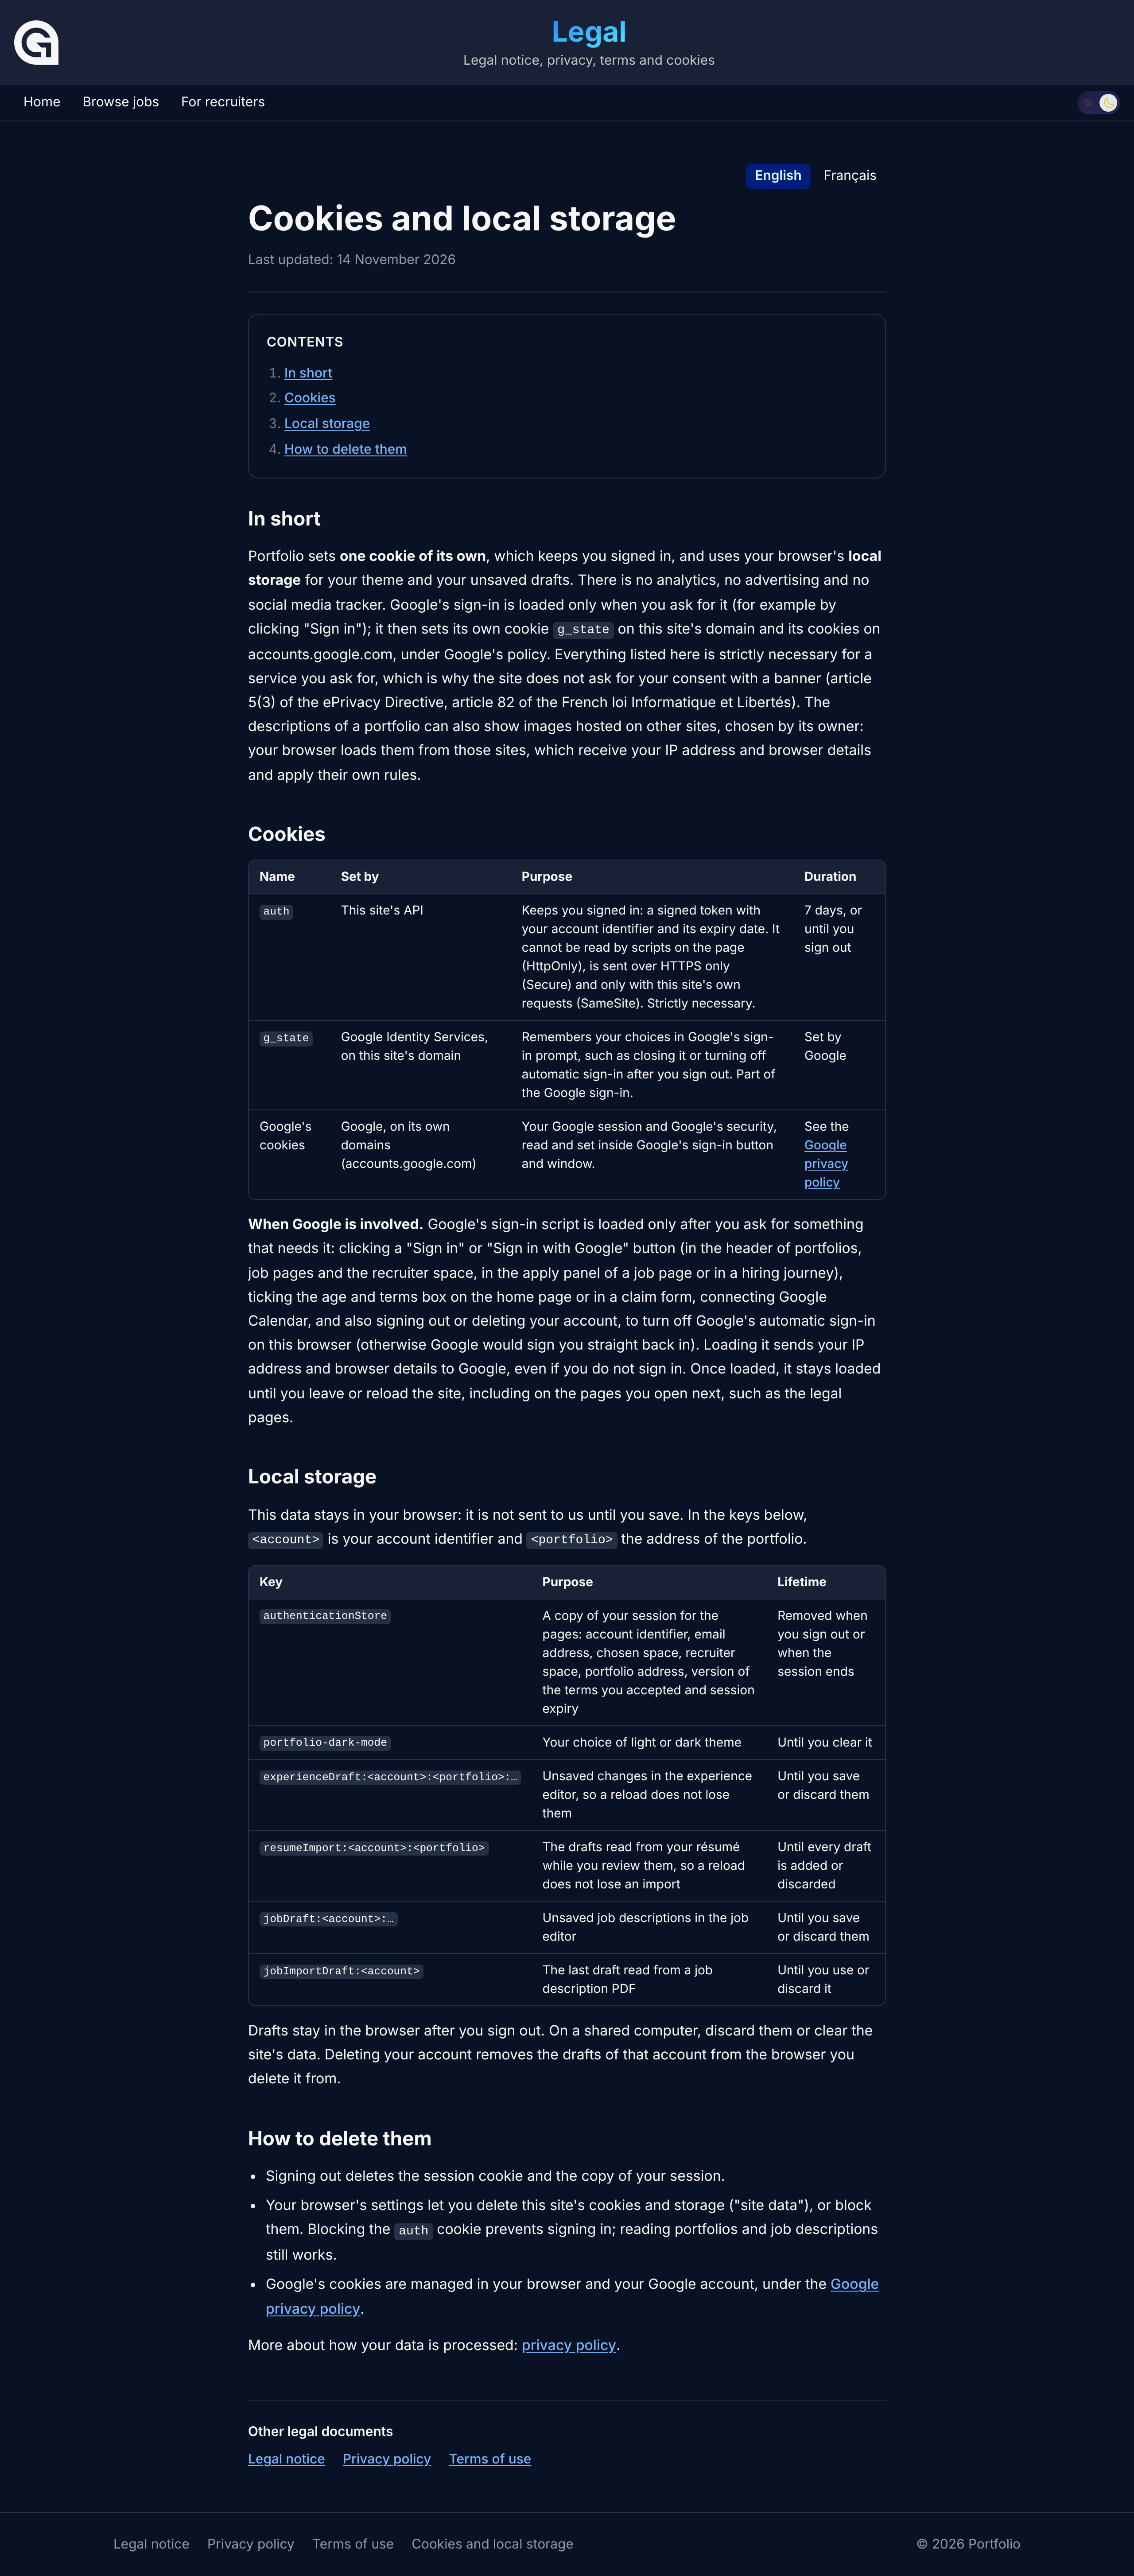 Legal
Legal notice, privacy, terms and cookies
Home
Browse jobs
For recruiters
English
Français
Cookies and local storage
Last updated: 14 November 2026
CONTENTS
1. In short
2. Cookies
3. Local storage
4. How to delete them
In short
Portfolio sets one cookie of its own, which keeps you signed in, and uses your browser's local
storage for your theme and your unsaved drafts. There is no analytics, no advertising and no
social media tracker. Google's sign-in is loaded only when you ask for it (for example by
clicking "Sign in"); it then sets its own cookie g_state on this site's domain and its cookies on
accounts.google.com, under Google's policy. Everything listed here is strictly necessary for a
service you ask for, which is why the site does not ask for your consent with a banner (article
5(3) of the ePrivacy Directive, article 82 of the French loi Informatique et Libertés). The
descriptions of a portfolio can also show images hosted on other sites, chosen by its owner:
your browser loads them from those sites, which receive your IP address and browser details
and apply their own rules.
Cookies
Name
Set by
Purpose
Duration
auth
This site's API
Keeps you signed in: a signed token with
your account identifier and its expiry date. It
cannot be read by scripts on the page
(HttpOnly), is sent over HTTPS only
(Secure) and only with this site's own
requests (SameSite). Strictly necessary.
7 days, or
until you
sign out
g_state
Google Identity Services,
on this site's domain
Remembers your choices in Google's sign-
in prompt, such as closing it or turning off
automatic sign-in after you sign out. Part of
the Google sign-in.
Set by
Google
Google's
cookies
Google, on its own
domains
(accounts.google.com)
Your Google session and Google's security,
read and set inside Google's sign-in button
and window.
See the
Google
privacy
policy
When Google is involved. Google's sign-in script is loaded only after you ask for something
that needs it: clicking a "Sign in" or "Sign in with Google" button (in the header of portfolios,
job pages and the recruiter space, in the apply panel of a job page or in a hiring journey),
ticking the age and terms box on the home page or in a claim form, connecting Google
Calendar, and also signing out or deleting your account, to turn off Google's automatic sign-in
on this browser (otherwise Google would sign you straight back in). Loading it sends your IP
address and browser details to Google, even if you do not sign in. Once loaded, it stays loaded
until you leave or reload the site, including on the pages you open next, such as the legal
pages.
Local storage
This data stays in your browser: it is not sent to us until you save. In the keys below,
<account> is your account identifier and <portfolio> the address of the portfolio.
Key
Purpose
Lifetime
authenticationStore
A copy of your session for the
pages: account identifier, email
address, chosen space, recruiter
space, portfolio address, version of
the terms you accepted and session
expiry
Removed when
you sign out or
when the
session ends
portfolio-dark-mode
Your choice of light or dark theme
Until you clear it
experienceDraft:<account>:<portfolio>:…
Unsaved changes in the experience
editor, so a reload does not lose
them
Until you save
or discard them
resumeImport:<account>:<portfolio>
The drafts read from your résumé
while you review them, so a reload
does not lose an import
Until every draft
is added or
discarded
jobDraft:<account>:…
Unsaved job descriptions in the job
editor
Until you save
or discard them
jobImportDraft:<account>
The last draft read from a job
description PDF
Until you use or
discard it
Drafts stay in the browser after you sign out. On a shared computer, discard them or clear the
site's data. Deleting your account removes the drafts of that account from the browser you
delete it from.
How to delete them
• Signing out deletes the session cookie and the copy of your session.
• Your browser's settings let you delete this site's cookies and storage ("site data"), or block
them. Blocking the auth cookie prevents signing in; reading portfolios and job descriptions
still works.
• Google's cookies are managed in your browser and your Google account, under the Google
privacy policy.
More about how your data is processed: privacy policy.
Other legal documents
Legal notice
Privacy policy
Terms of use
Legal notice
Privacy policy
Terms of use
Cookies and local storage
© 2026 Portfolio